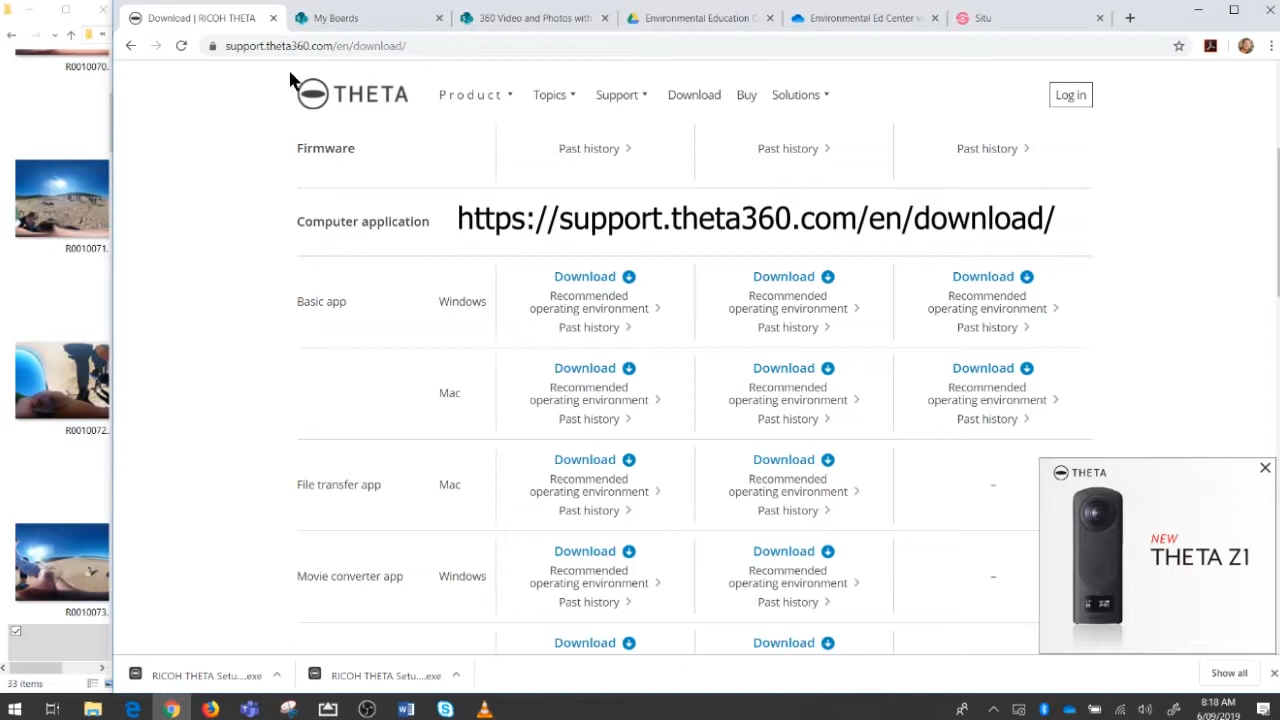 Download | RICOH THETA
My Boards
360 Video and Photos with
Environmental Education C
Environmental Ed Center v
Situ
support.theta360.com/en/download/
R0010070.
R0010071.
R0010072.
R0010073.
33 items
THETA
Product
Topics
Support
Download
Buy
Solutions
Log in
Firmware
Past history
Past history
Past history
Computer application
https://support.theta360.com/en/download/
Basic app
Windows
Download
Recommended
operating environment
Past history
Download
Recommended
operating environment
Past history
Download
Recommended
operating environment
Past history
Mac
Download
Recommended
operating environment
Past history
Download
Recommended
operating environment
Past history
Download
Recommended
operating environment
Past history
File transfer app
Mac
Download
Recommended
operating environment
Past history
Download
Recommended
operating environment
Past history
–
Movie converter app
Windows
Download
Recommended
operating environment
Past history
Download
Recommended
operating environment
Past history
–
Download
Download
THETA
NEW
THETA Z1
RICOH THETA Setu....exe
RICOH THETA Setu....exe
Show all
8:18 AM
6/09/2019